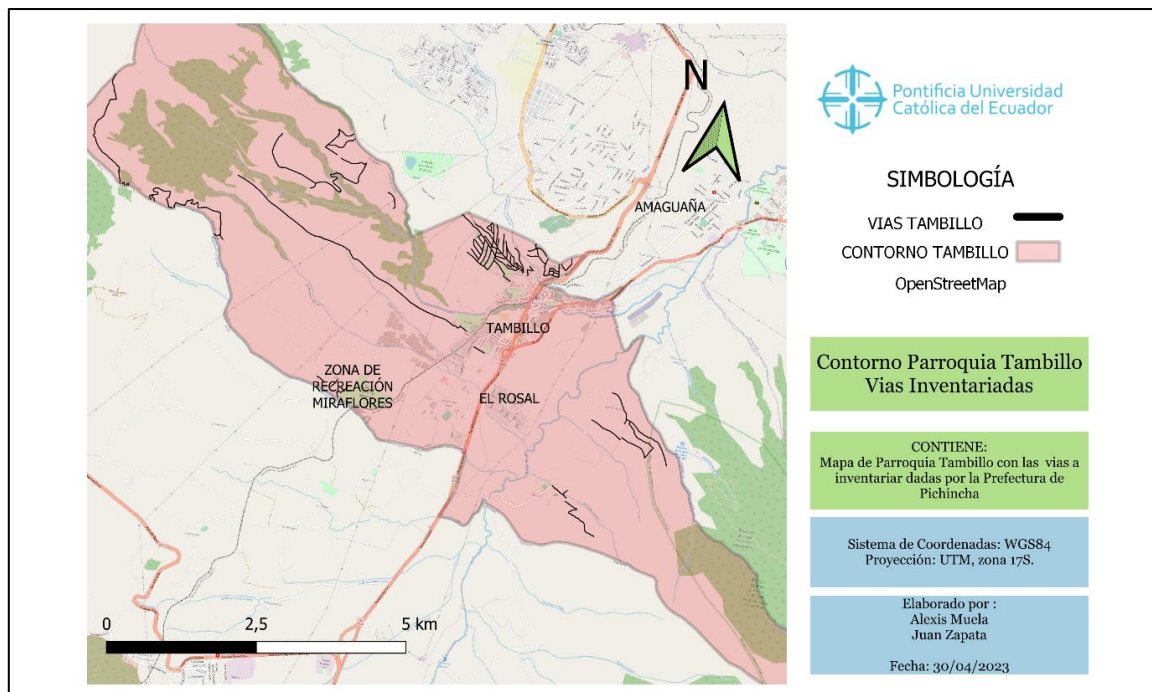 N
AMAGUAÑA
TAMBILLO
ZONA DE
RECREACIÓN
MIRAFLORES
EL ROSAL
0 2,5 5 km
Pontificia Universidad
Católica del Ecuador
SIMBOLOGÍA
VIAS TAMBILLO
CONTORNO TAMBILLO
OpenStreetMap
Contorno Parroquia Tambillo
Vias Inventariadas
CONTIENE:
Mapa de Parroquia Tambillo con las vias a
inventariar dadas por la Prefectura de
Pichincha
Sistema de Coordenadas: WGS84
Proyección: UTM, zona 17S.
Elaborado por :
Alexis Muela
Juan Zapata
Fecha: 30/04/2023